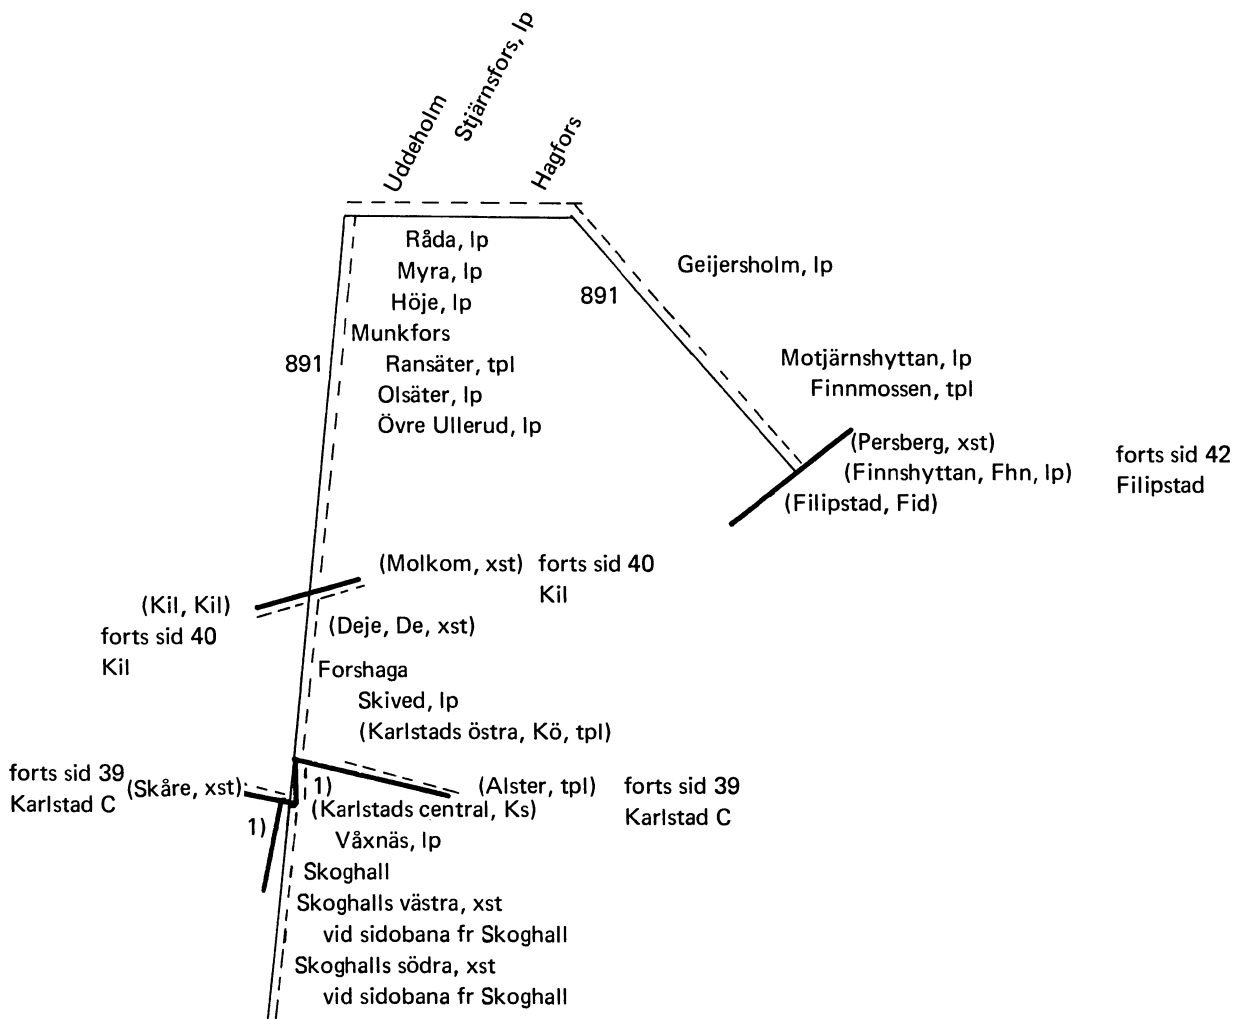 Uddeholm
Stjärnsfors, lp
Hagfors
Råda, lp
Myra, lp
Höje, lp
Munkfors
891
Ransäter, tpl
Olsäter, lp
Övre Ullerud, lp
Geijersholm, lp
891
Motjärnshyttan, lp
Finnmossen, tpl
(Persberg, xst)
(Finnshyttan, Fhn, lp)
(Filipstad, Fid)
forts sid 42
Filipstad
(Molkom, xst) forts sid 40
Kil
(Kil, Kil)
forts sid 40
Kil
(Deje, De, xst)
Forshaga
Skived, lp
(Karlstads östra, Kö, tpl)
forts sid 39
Karlstad C
(Skåre, xst)
1)
1)
(Alster, tpl) forts sid 39
Karlstad C
(Karlstads central, Ks)
Våxnäs, lp
Skoghall
Skoghalls västra, xst
vid sidobana fr Skoghall
Skoghalls södra, xst
vid sidobana fr Skoghall